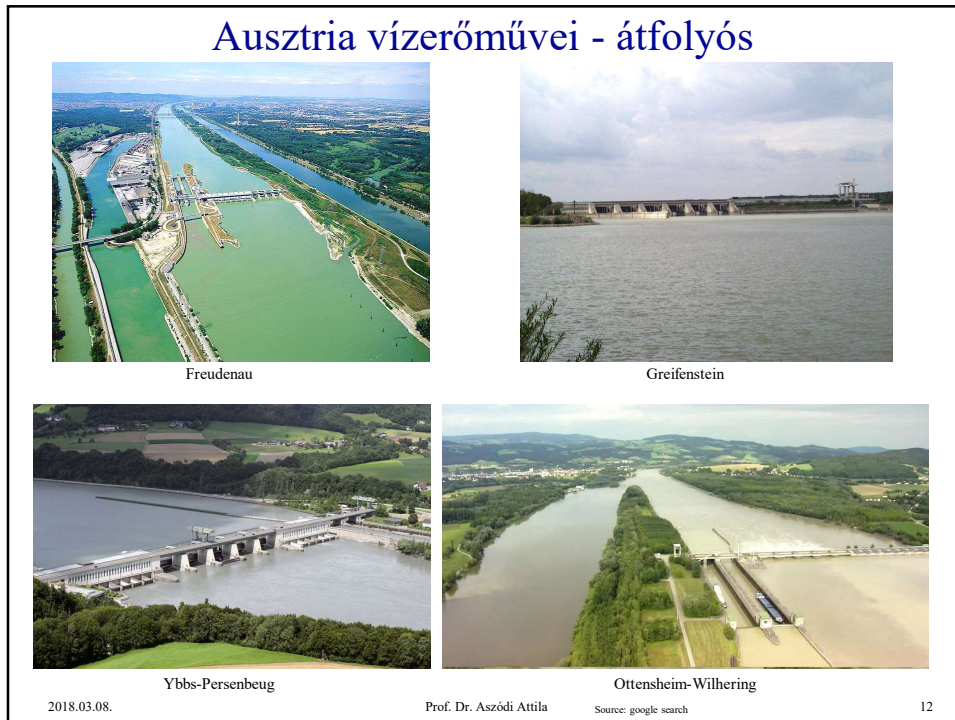 Ausztria vízerőművei - átfolyós
Freudenau
Greifenstein
Ybbs-Persenbeug
Ottensheim-Wilhering
2018.03.08.
Prof. Dr. Aszódi Attila
Source: google search
12